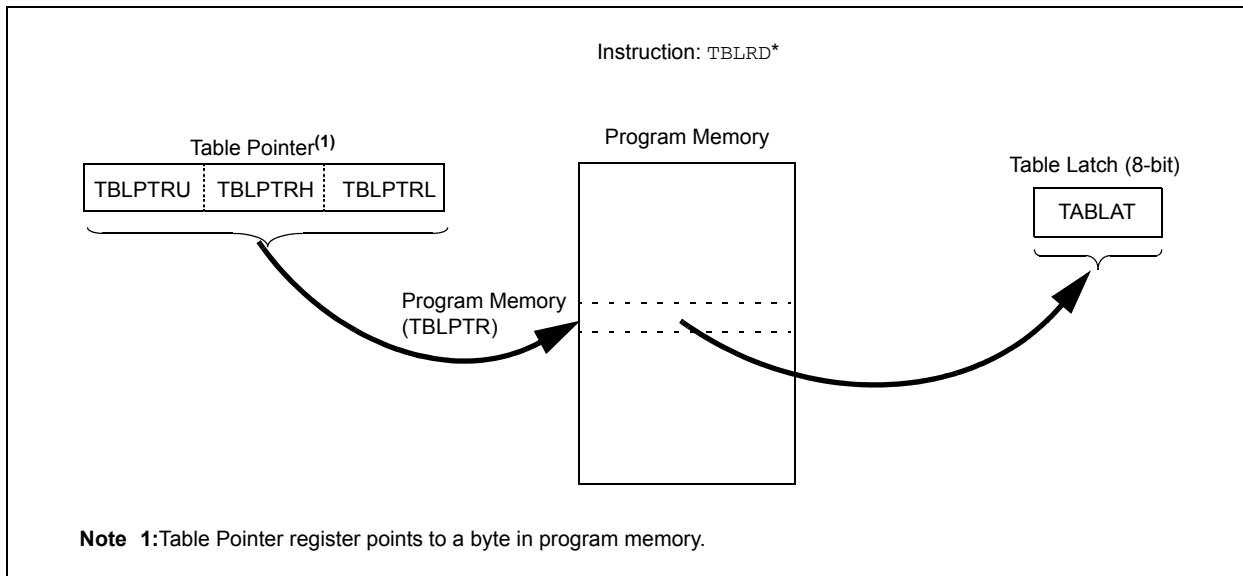 Instruction: TBLRD*
Table Pointer(1)
Program Memory
Table Latch (8-bit)
TBLPTRU TBLPTRH TBLPTRL
TABLAT
Program Memory
(TBLPTR)
Note 1:Table Pointer register points to a byte in program memory.